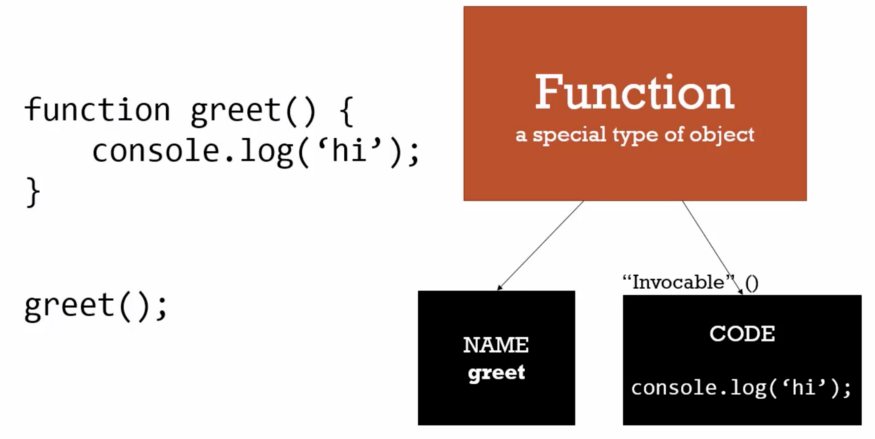 function greet() {
    console.log(‘hi’);
}
greet();
Function
a special type of object
NAME
greet
“Invocable” ()
CODE
console.log(‘hi’);